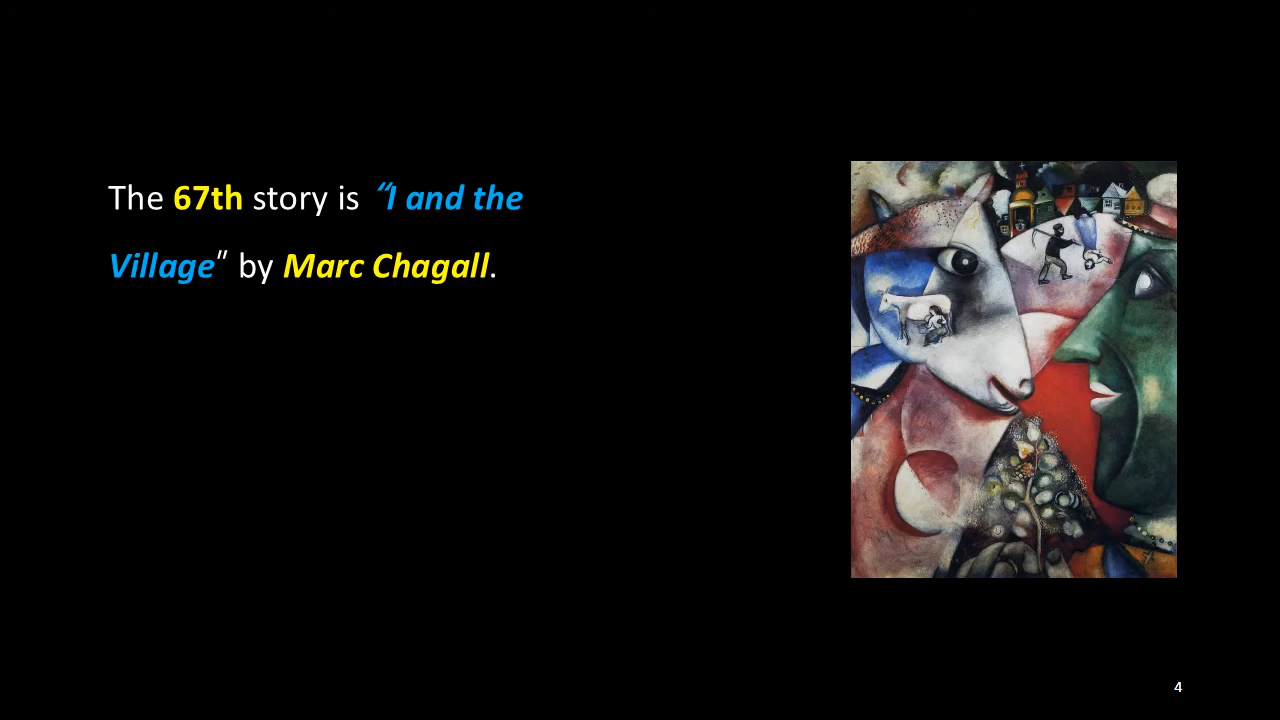 The 67th story is “I and the
Village” by Marc Chagall.
4